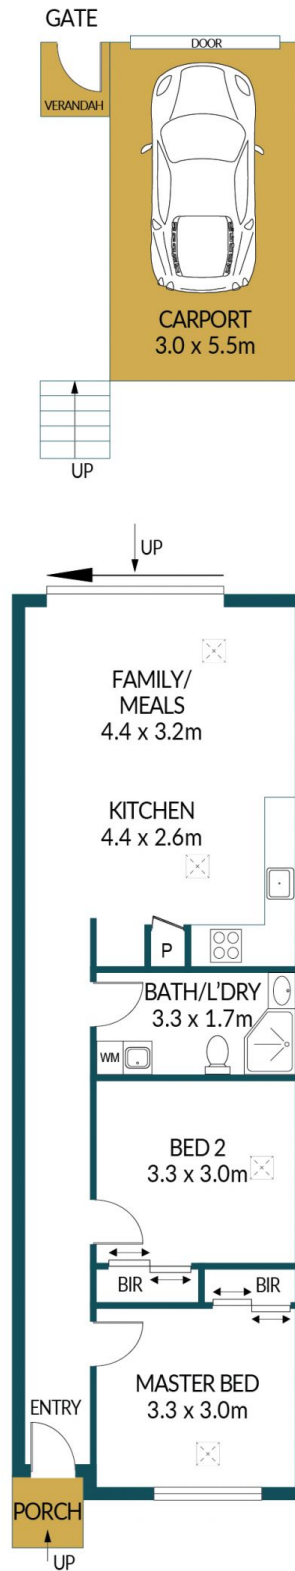 GATE
DOOR
VERANDAH
CARPORT
3.0 x 5.5m
UP
UP
FAMILY/
MEALS
4.4 x 3.2m
KITCHEN
4.4 x 2.6m
P
BATH/L'DRY
3.3 x 1.7m
WM
BED 2
3.3 x 3.0m
BIR
BIR
MASTER BED
3.3 x 3.0m
ENTRY
PORCH
UP